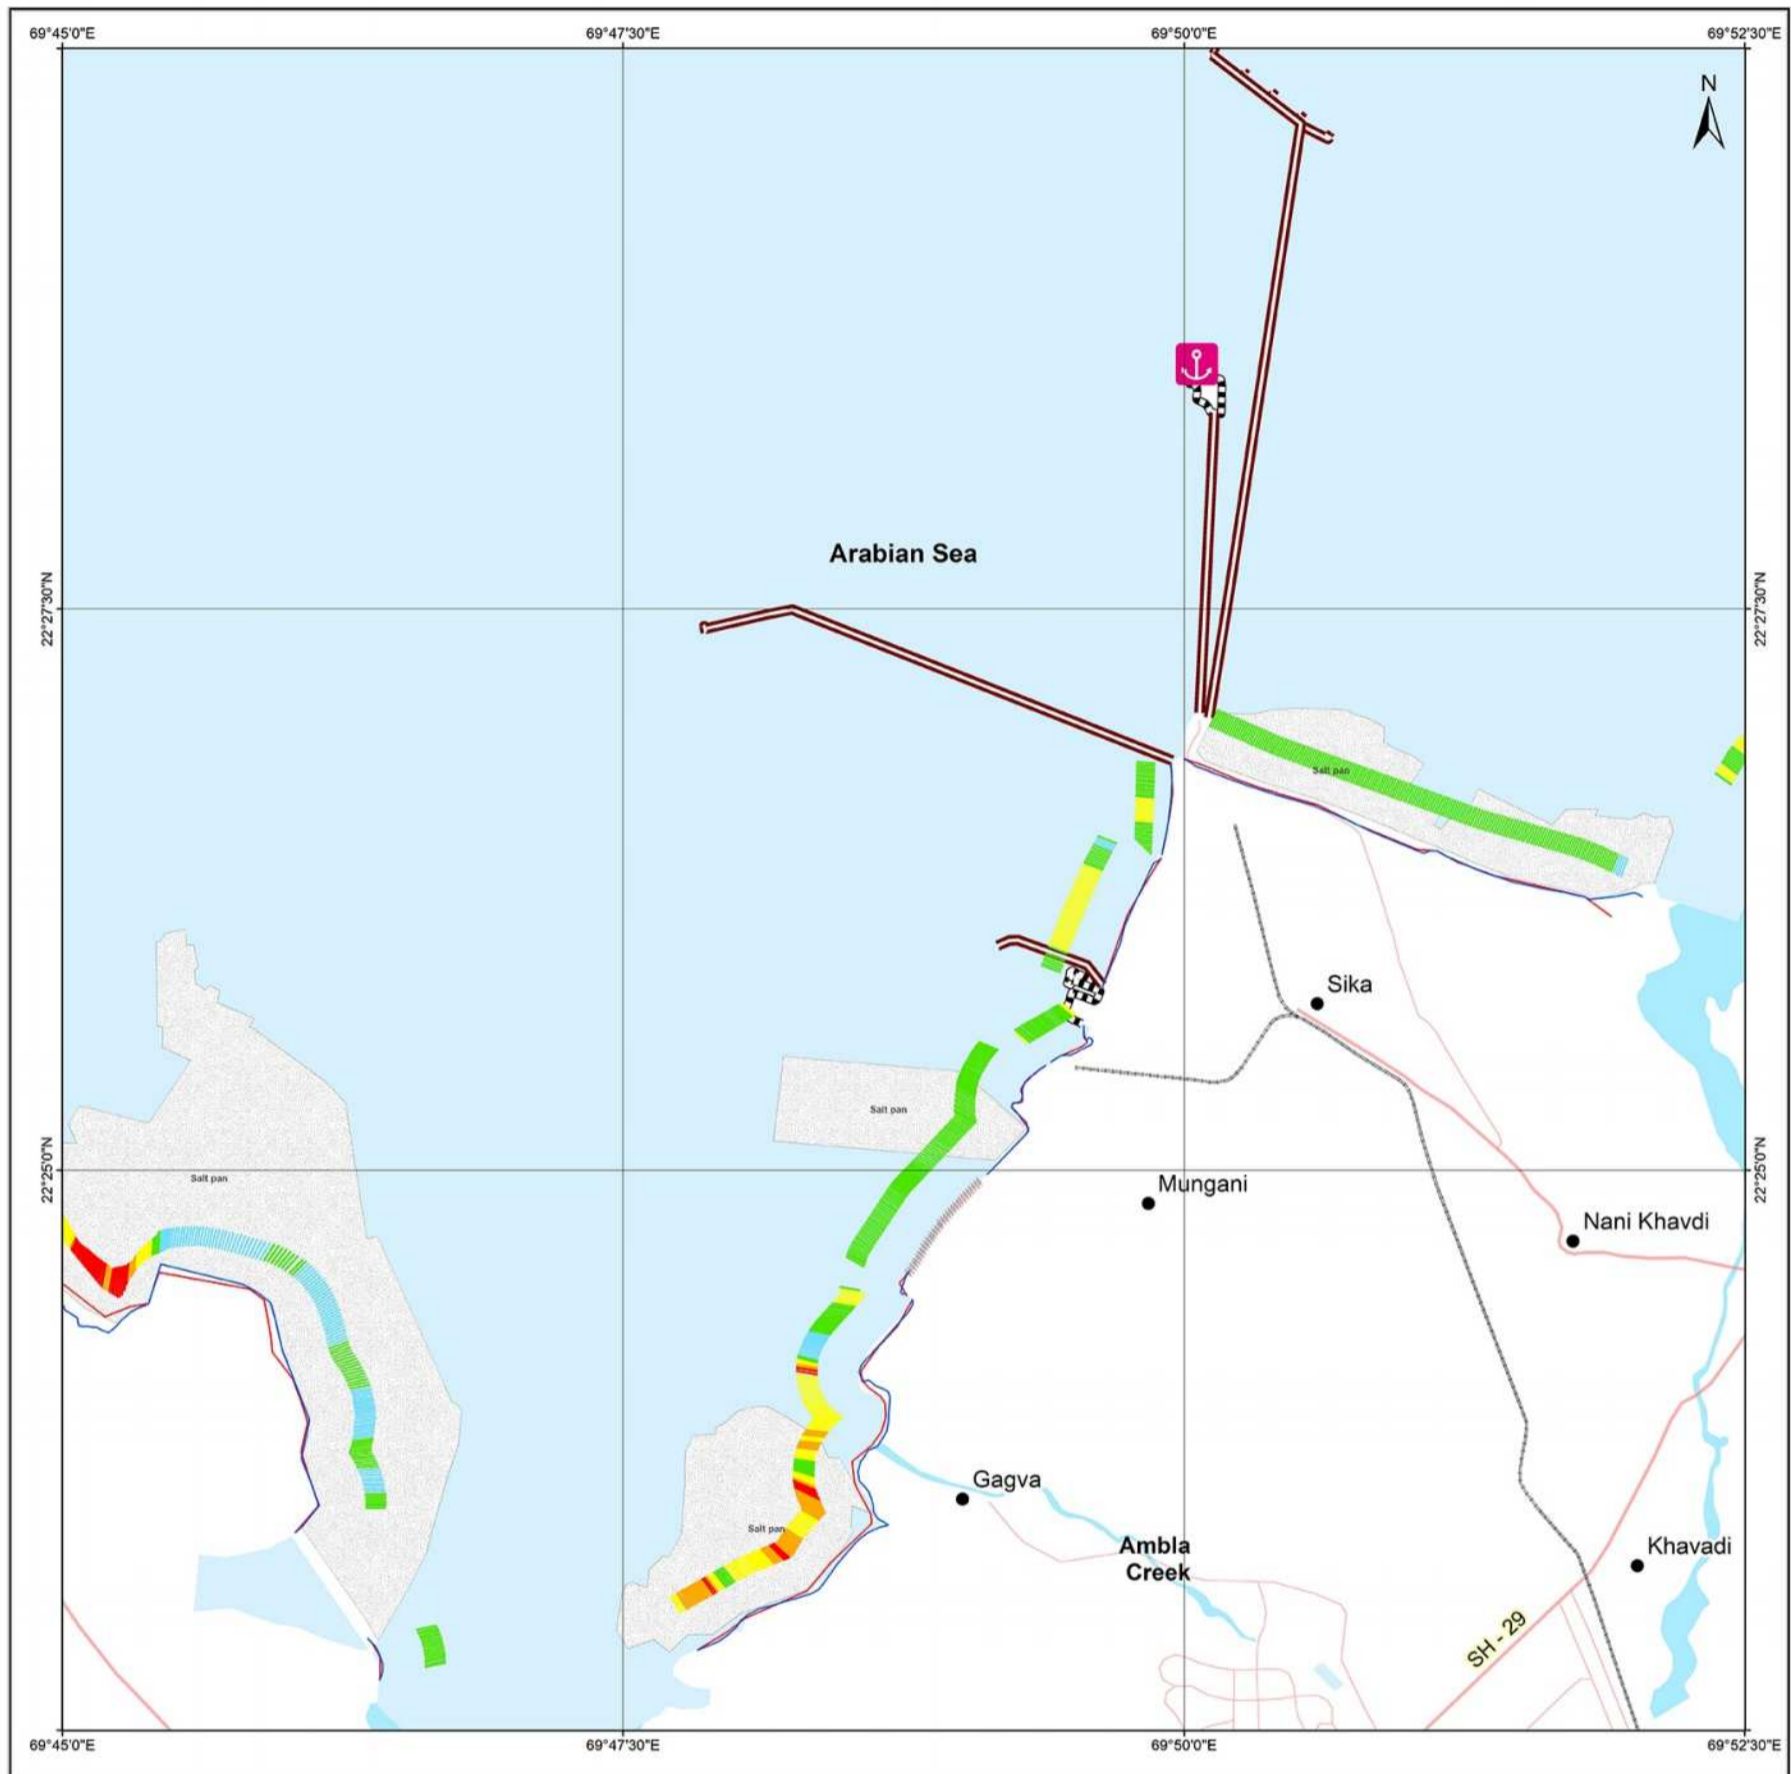 69°45'0"E
69°47'30"E
69°50'0"E
69°52'30"E
N
Arabian Sea
22°27'30"N
22°27'30"N
Salt pan
Sika
Salt pan
22°25'0"N
22°25'0"N
Salt pan
Mungani
Nani Khavdi
Gagva
Salt pan
Ambla
Creek
Khavadi
SH - 29
69°45'0"E
69°47'30"E
69°50'0"E
69°52'30"E